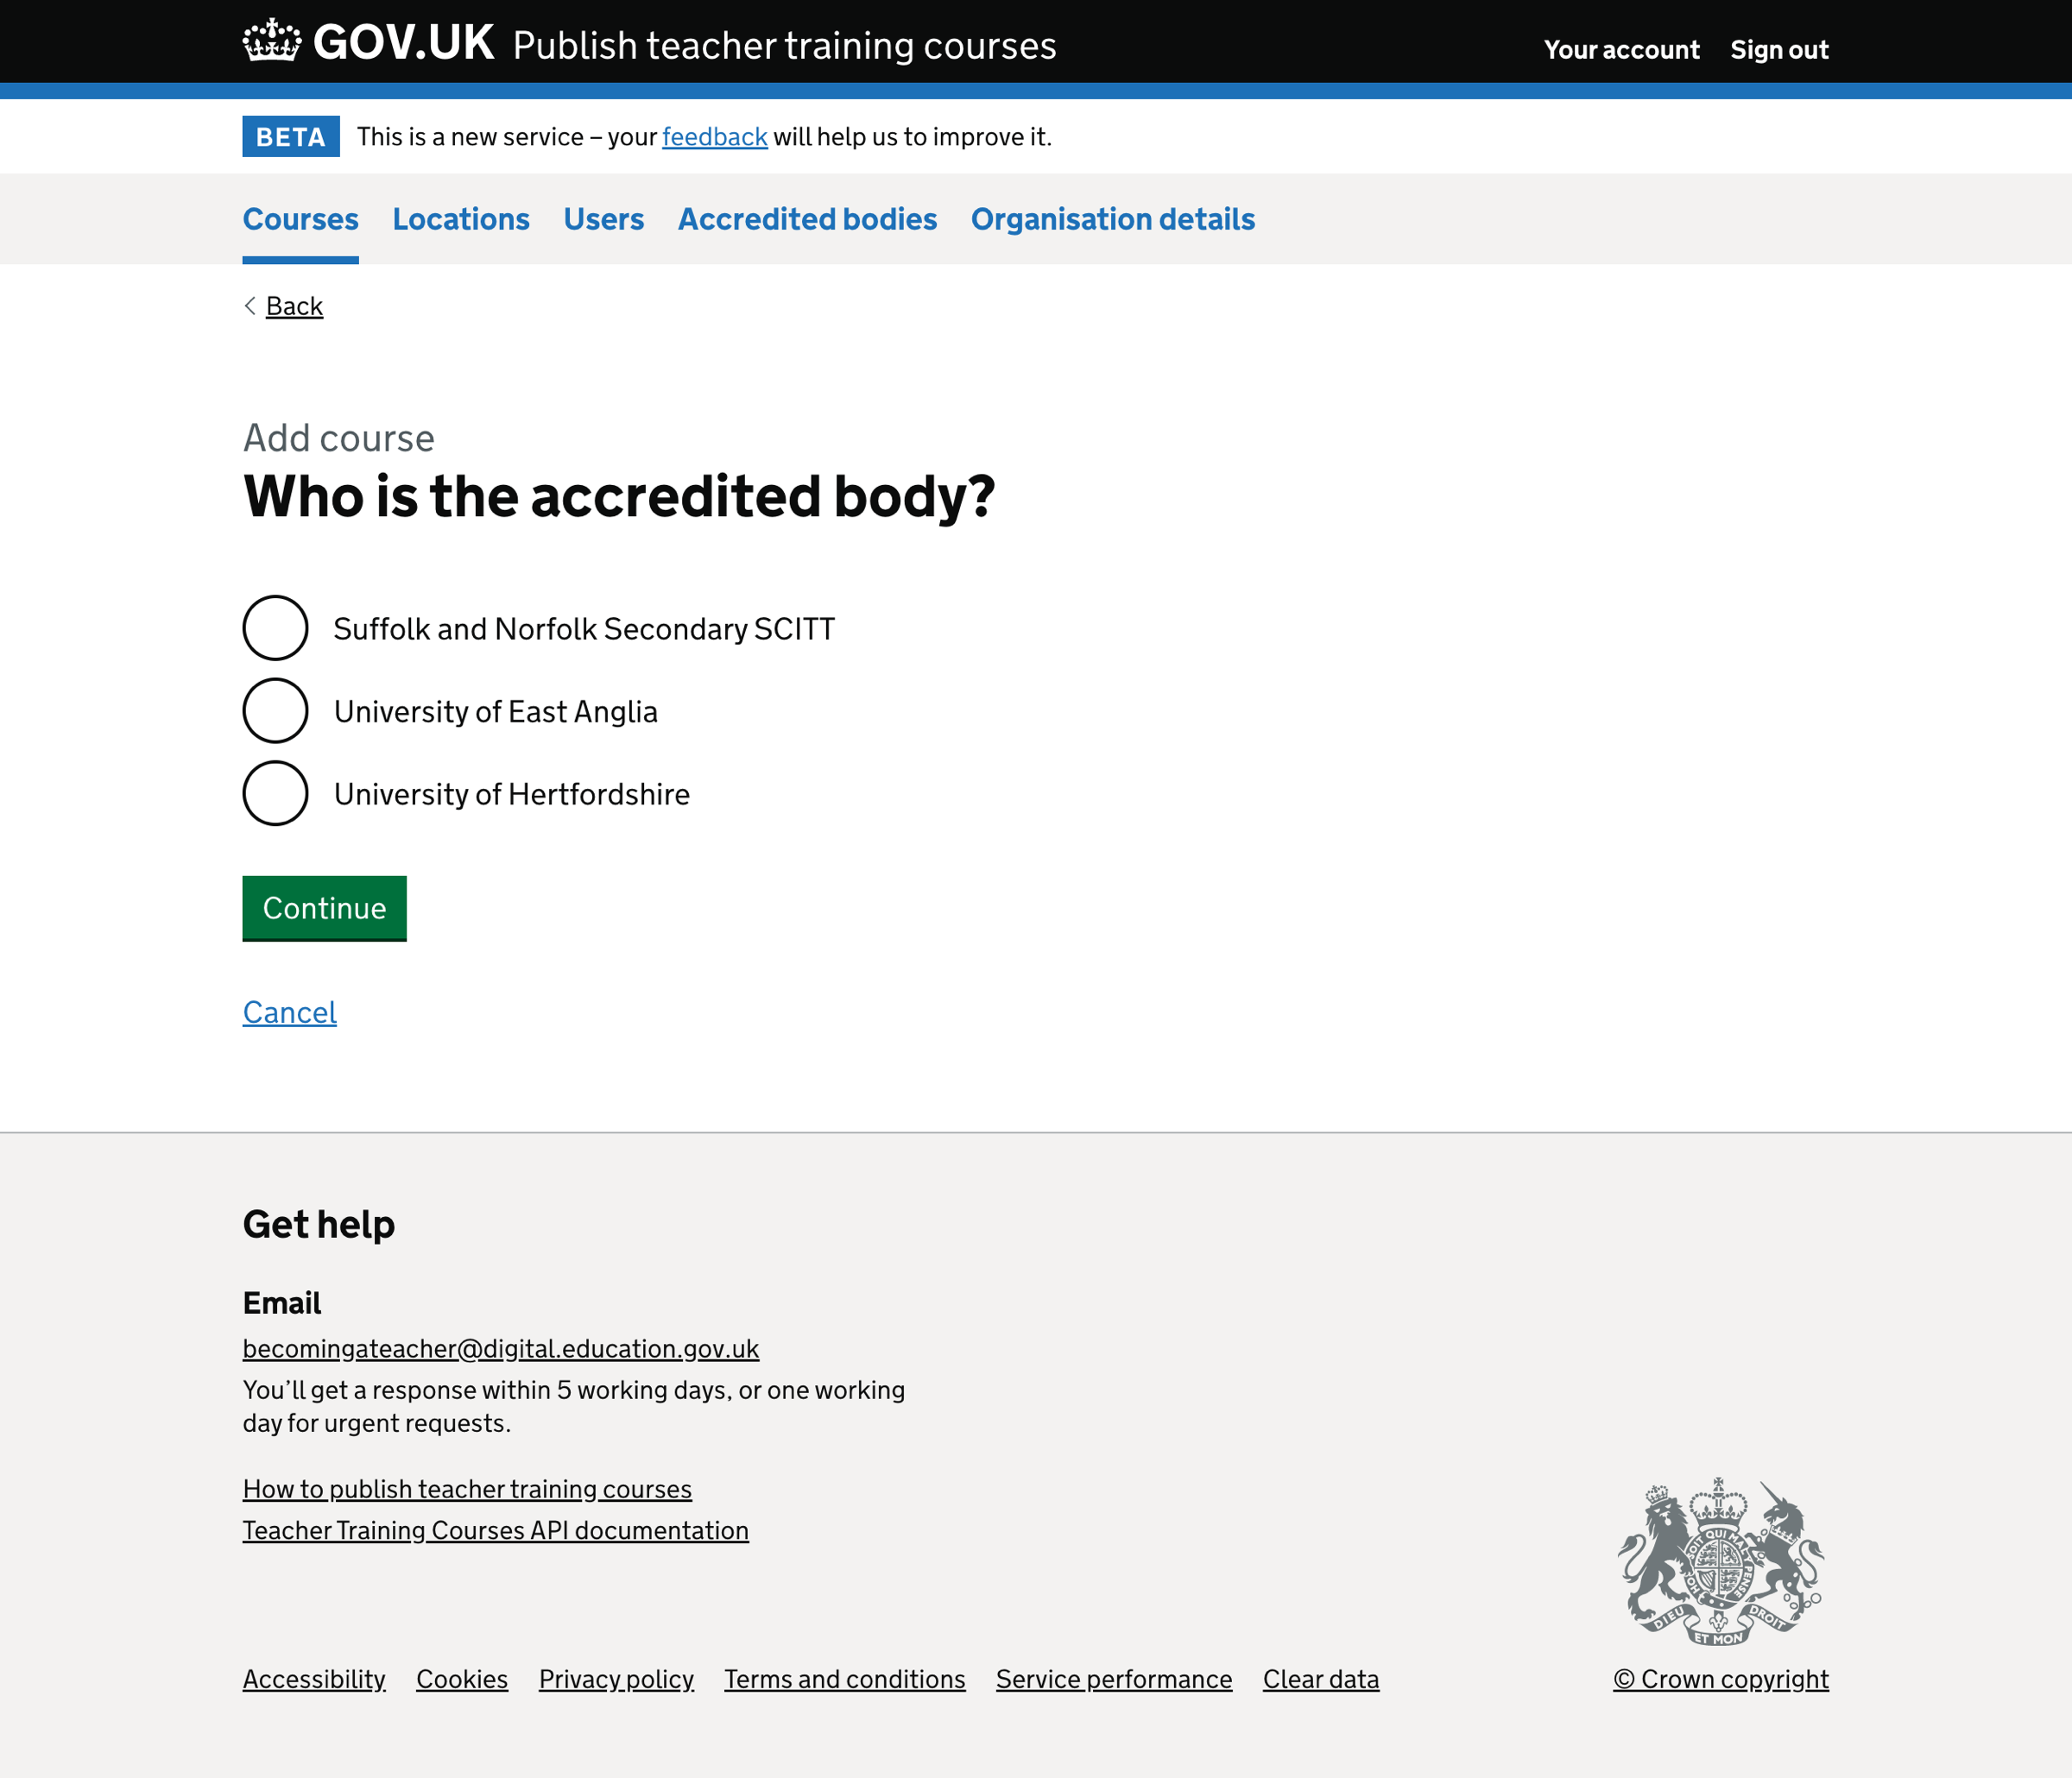 GOV.UK Publish teacher training courses
Your account Sign out
BETA This is a new service – your feedback will help us to improve it.
Courses Locations Users Accredited bodies Organisation details
Back
Add course
Who is the accredited body?
Suffolk and Norfolk Secondary SCITT
University of East Anglia
University of Hertfordshire
Continue
Cancel
Get help
Email
becomingateacher@digital.education.gov.uk
You’ll get a response within 5 working days, or one working
day for urgent requests.
How to publish teacher training courses
Teacher Training Courses API documentation
DIEU ET MON DROIT
Accessibility Cookies Privacy policy Terms and conditions Service performance Clear data
© Crown copyright